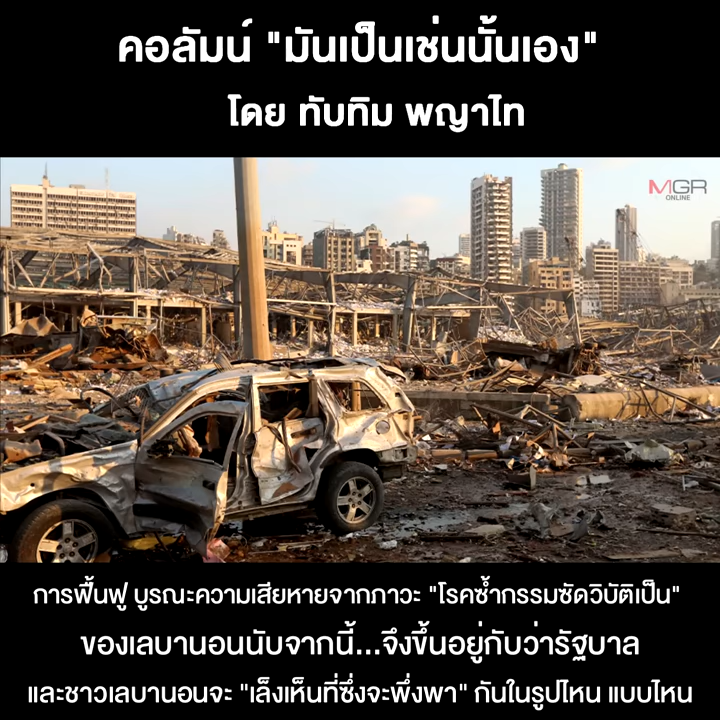 คอลัมน์ "มันเป็นเช่นนั้นเอง"
โดย ทับทิม พญาไท
MGR
ONLINE
การฟื้นฟู บูรณะความเสียหายจากภาวะ "โรคซ้ำกรรมซัดวิบัติเป็น"
ของเลบานอนนับจากนี้...จึงขึ้นอยู่กับว่ารัฐบาล
และชาวเลบานอนจะ "เล็งเห็นที่ซึ่งจะพึ่งพา" กันในรูปไหน แบบไหน